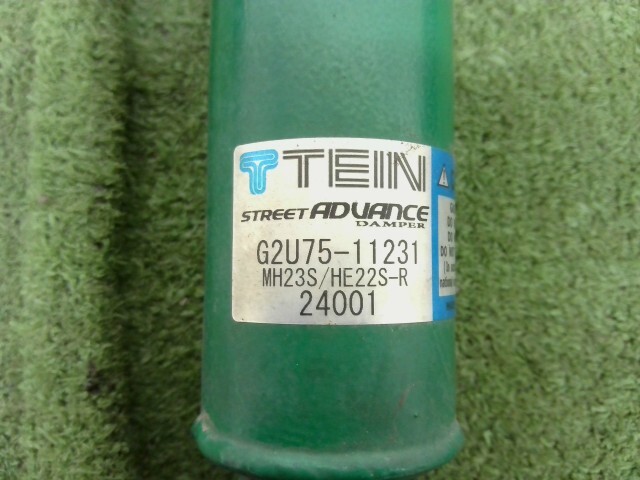 TEIN
STREET ADVANCE
DAMPER
G2U75-11231
MH23S/HE22S-R
24001